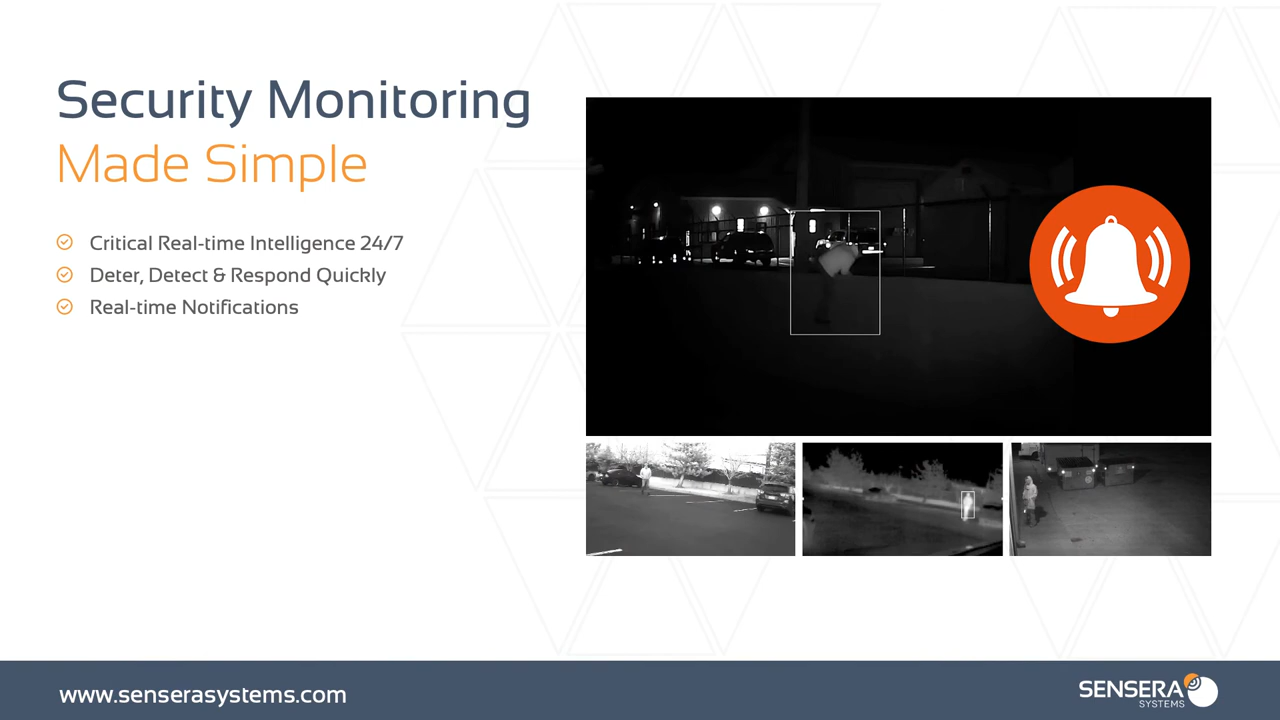 Security Monitoring
Made Simple
Critical Real-time Intelligence 24/7
Deter, Detect & Respond Quickly
Real-time Notifications
www.senserasystems.com
SENSERA
SYSTEMS